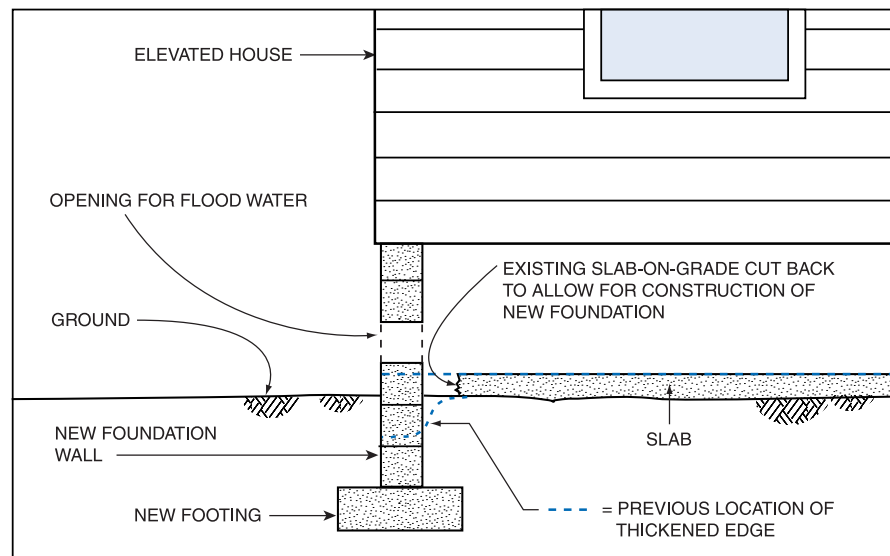 ELEVATED HOUSE
OPENING FOR FLOOD WATER
EXISTING SLAB-ON-GRADE CUT BACK
TO ALLOW FOR CONSTRUCTION OF
NEW FOUNDATION
GROUND
NEW FOUNDATION
WALL
SLAB
NEW FOOTING
= PREVIOUS LOCATION OF
THICKENED EDGE